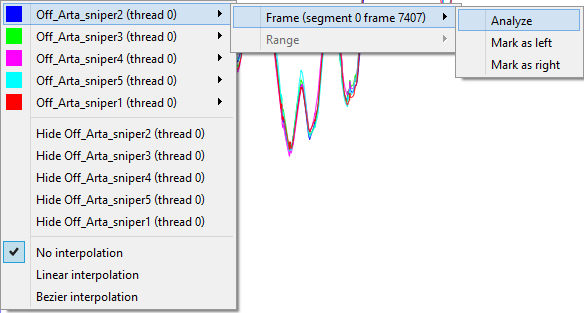 Off_Arta_sniper2 (thread 0)
Off_Arta_sniper3 (thread 0)
Off_Arta_sniper4 (thread 0)
Off_Arta_sniper5 (thread 0)
Off_Arta_sniper1 (thread 0)
Hide Off_Arta_sniper2 (thread 0)
Hide Off_Arta_sniper3 (thread 0)
Hide Off_Arta_sniper4 (thread 0)
Hide Off_Arta_sniper5 (thread 0)
Hide Off_Arta_sniper1 (thread 0)
No interpolation
Linear interpolation
Bezier interpolation
Frame (segment 0 frame 7407)
Range
Analyze
Mark as left
Mark as right